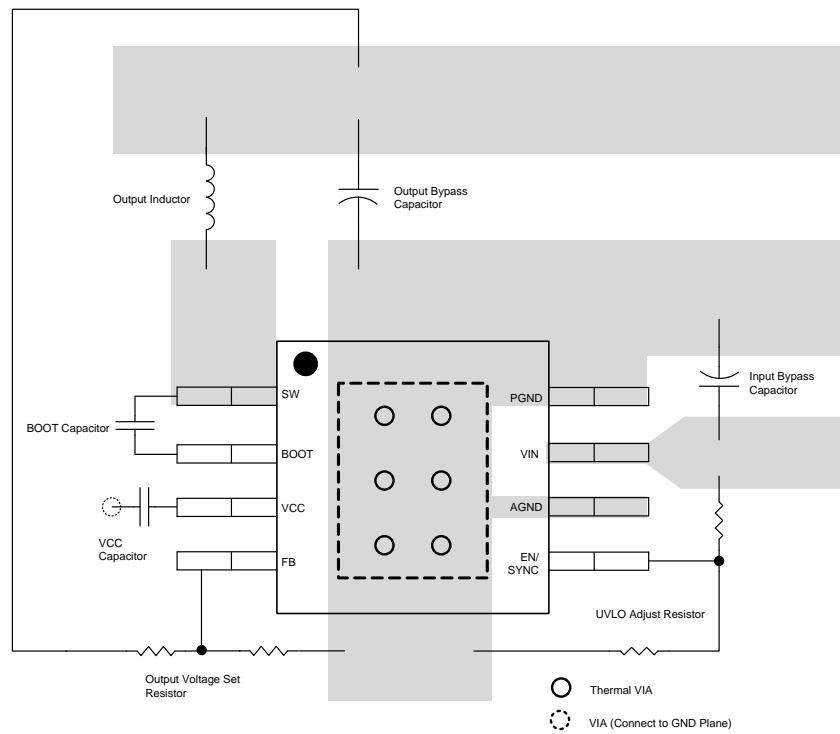 Output Inductor
Output Bypass
Capacitor
Input Bypass
Capacitor
SW
PGND
BOOT Capacitor
BOOT
VIN
VCC
AGND
VCC
Capacitor
FB
EN/
SYNC
UVLO Adjust Resistor
Output Voltage Set
Resistor
Thermal VIA
VIA (Connect to GND Plane)